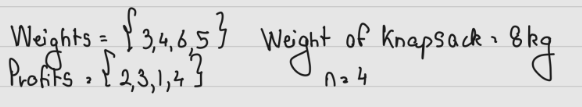 Weights = {3,4,6,5} Weight of Knapsack = 8kg
Profits = {2,3,1,4} n=4